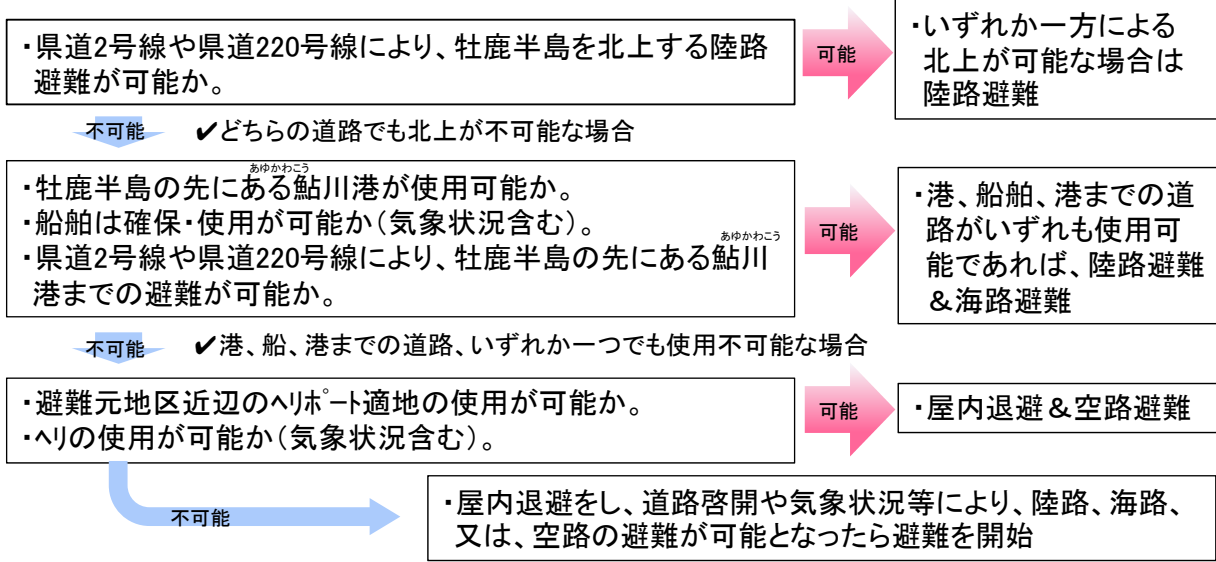 ・県道2号線や県道220号線により、牡鹿半島を北上する陸路
避難が可能か。
可能
・いずれか一方による
北上が可能な場合は
陸路避難
不可能
✔どちらの道路でも北上が不可能な場合
あゆかわこう
・牡鹿半島の先にある鮎川港が使用可能か。
・船舶は確保・使用が可能か（気象状況含む）。
あゆかわこう
・県道2号線や県道220号線により、牡鹿半島の先にある鮎川
港までの避難が可能か。
可能
・港、船舶、港までの道
路がいずれも使用可
能であれば、陸路避難
＆海路避難
不可能
✔港、船、港までの道路、いずれか一つでも使用不可能な場合
・避難元地区近辺のﾍﾘﾎﾟｰﾄ適地の使用が可能か。
・ﾍﾘの使用が可能か（気象状況含む）。
可能
・屋内退避＆空路避難
不可能
・屋内退避をし、道路啓開や気象状況等により、陸路、海路、
又は、空路の避難が可能となったら避難を開始